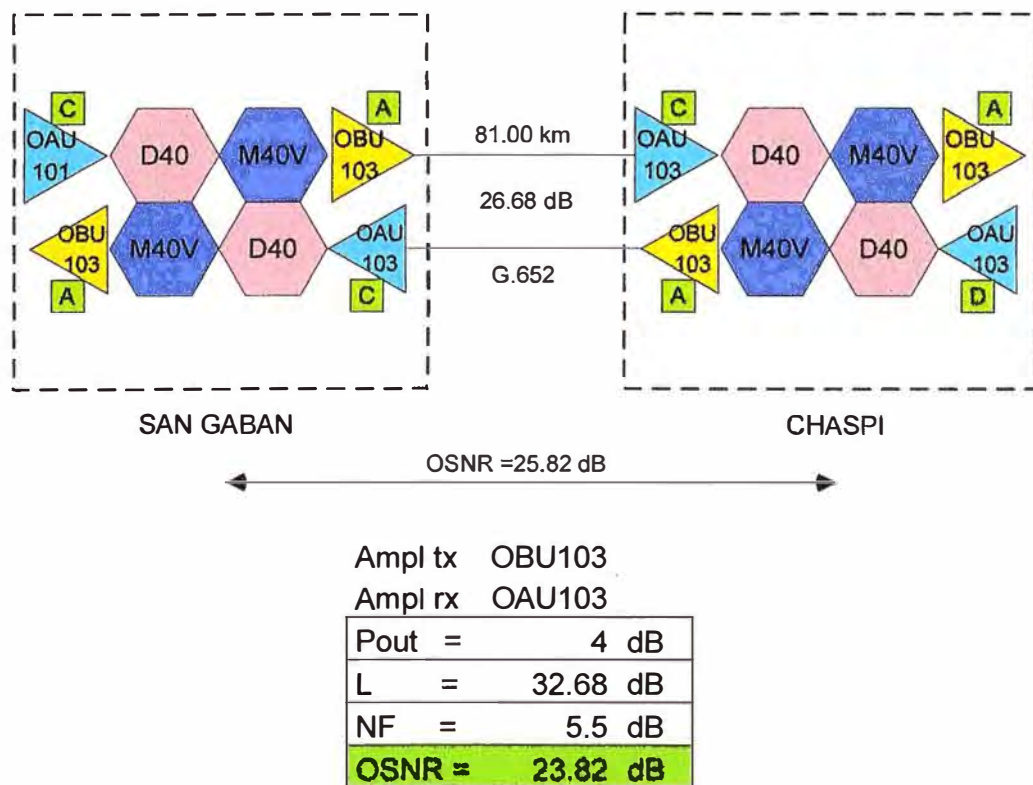 C
OAU
101
D40
M40V
A
OBU
103
OBU
103
A
M40V
D40
OAU
103
C
81.00 km
26.68 dB
G.652
C
OAU
103
D40
M40V
A
OBU
103
OBU
103
A
M40V
D40
OAU
103
D
SAN GABAN
CHASPI
OSNR =25.82 dB
Ampl tx OBU103
Ampl rx OAU103
Pout = 4 dB
L = 32.68 dB
NF = 5.5 dB
OSNR = 23.82 dB